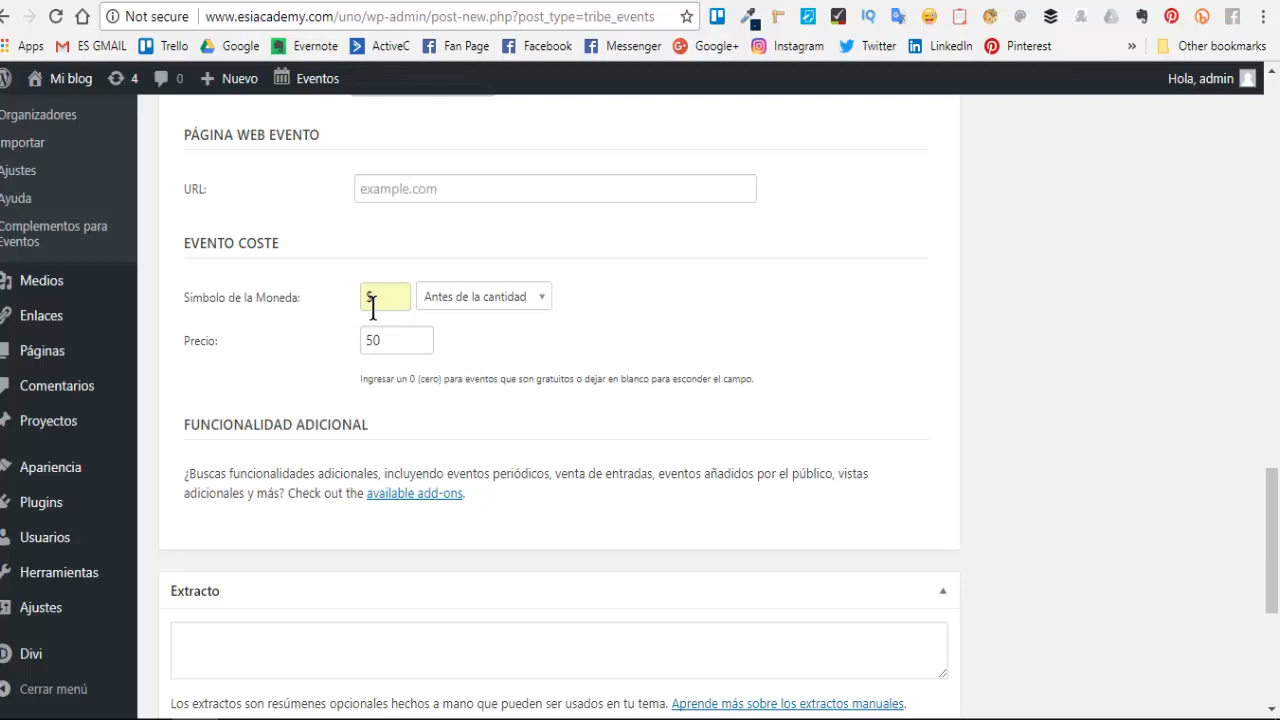 Not secure | www.esiacademy.com/uno/wp-admin/post-new.php?post_type=tribe_events
Apps ES GMAIL Trello Google Evernote ActiveC Fan Page Facebook Messenger Google+ Instagram Twitter LinkedIn Pinterest » Other bookmarks
Mi blog 4 0 Nuevo Eventos Hola, admin
Organizadores
Importar
Ajustes
Ayuda
Complementos para
Eventos
Medios
Enlaces
Páginas
Comentarios
Proyectos
Apariencia
Plugins
Usuarios
Herramientas
Ajustes
Divi
Cerrar menú
PÁGINA WEB EVENTO
URL: example.com
EVENTO COSTE
Simbolo de la Moneda: $ Antes de la cantidad
Precio: 50
Ingresar un 0 (cero) para eventos que son gratuitos o dejar en blanco para esconder el campo.
FUNCIONALIDAD ADICIONAL
¿Buscas funcionalidades adicionales, incluyendo eventos periódicos, venta de entradas, eventos añadidos por el público, vistas
adicionales y más? Check out the available add-ons.
Extracto
Los extractos son resúmenes opcionales hechos a mano que pueden ser usados en tu tema. Aprende más sobre los extractos manuales.